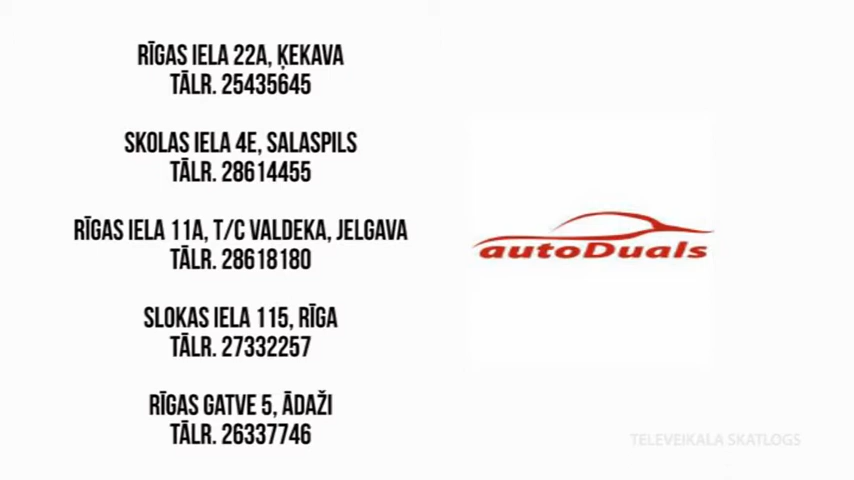 RĪGAS IELA 22A, ĶEKAVA
TĀLR. 25435645
SKOLAS IELA 4E, SALASPILS
TĀLR. 28614455
RĪGAS IELA 11A, T/C VALDEKA, JELGAVA
TĀLR. 28618180
SLOKAS IELA 115, RĪGA
TĀLR. 27332257
RĪGAS GATVE 5, ĀDAŽI
TĀLR. 26337746
autoDuals
TELEVEIKALA SKATLOGS